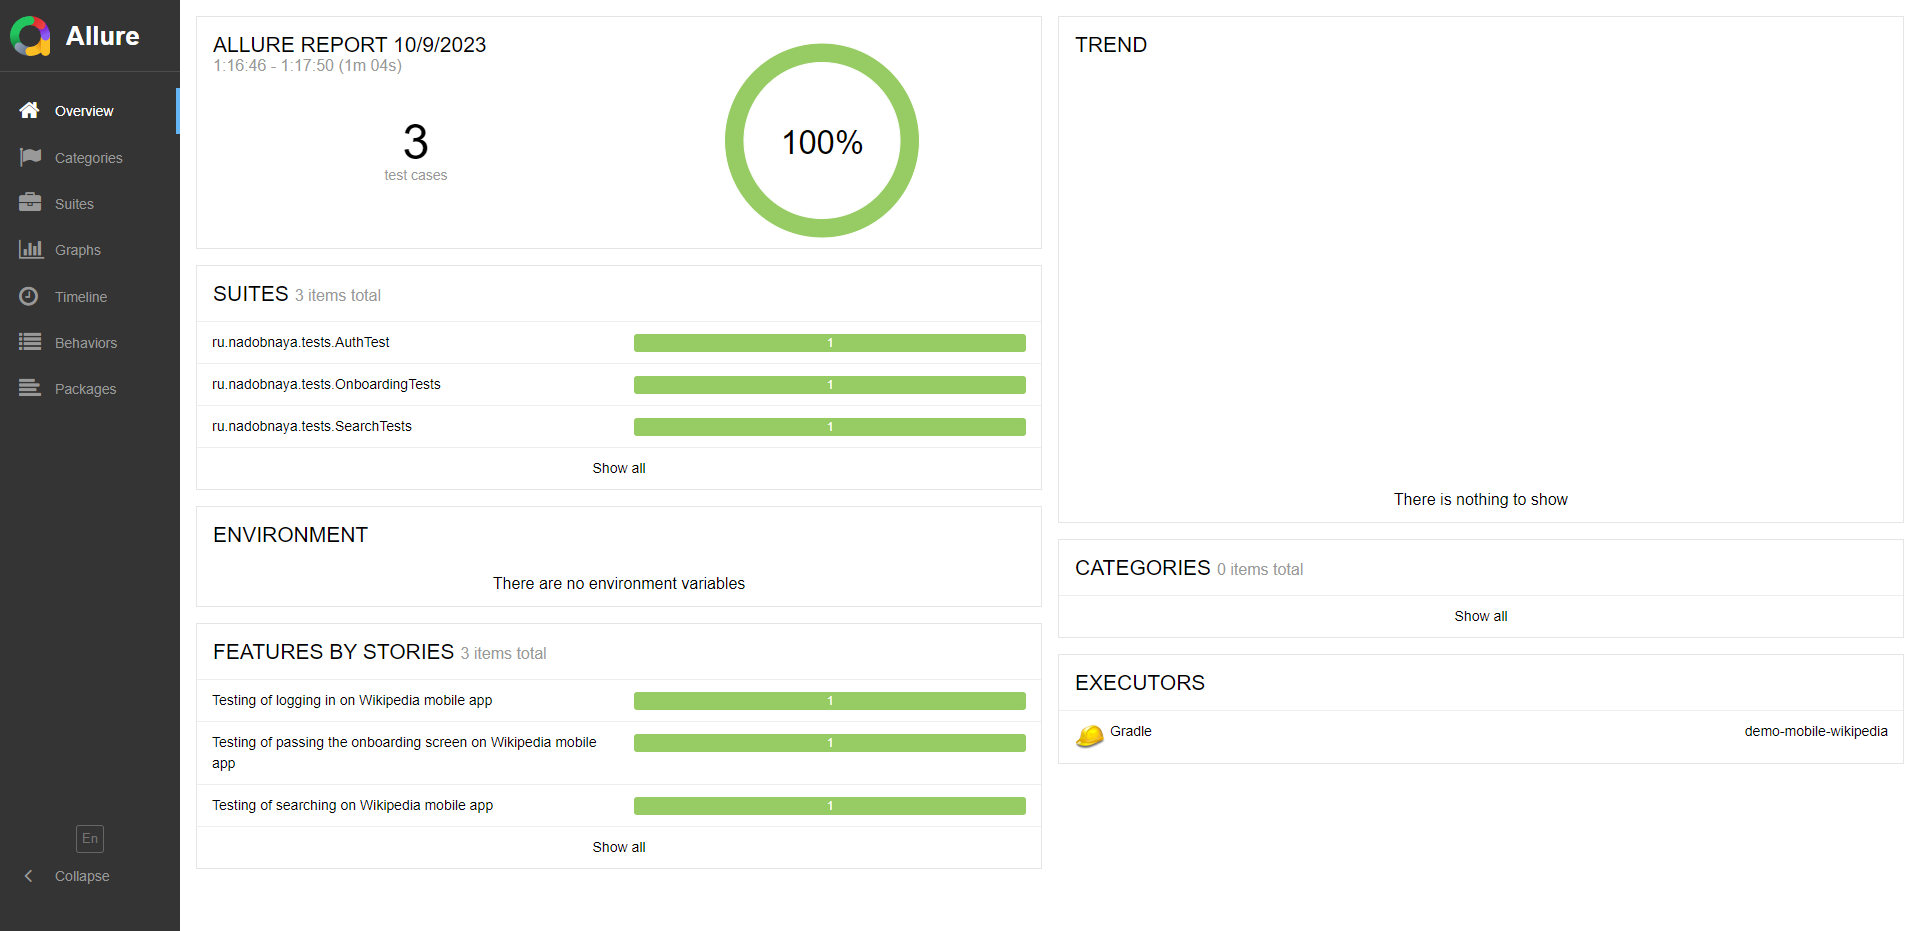 Allure
Overview
Categories
Suites
Graphs
Timeline
Behaviors
Packages
En
Collapse
ALLURE REPORT 10/9/2023
1:16:46 - 1:17:50 (1m 04s)
3
test cases
100%
SUITES 3 items total
ru.nadobnaya.tests.AuthTest 1
ru.nadobnaya.tests.OnboardingTests 1
ru.nadobnaya.tests.SearchTests 1
Show all
ENVIRONMENT
There are no environment variables
FEATURES BY STORIES 3 items total
Testing of logging in on Wikipedia mobile app 1
Testing of passing the onboarding screen on Wikipedia mobile 1
app
Testing of searching on Wikipedia mobile app 1
Show all
TREND
There is nothing to show
CATEGORIES 0 items total
Show all
EXECUTORS
Gradle demo-mobile-wikipedia